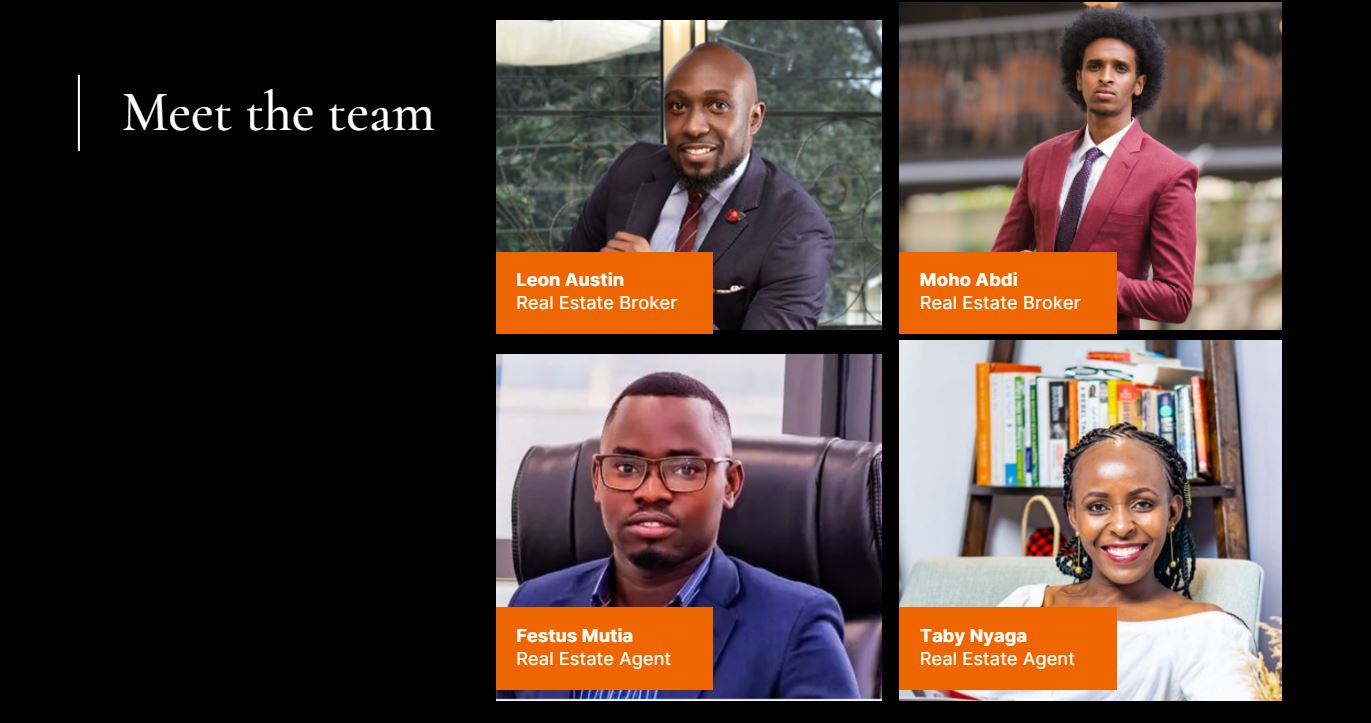 Meet the team
Leon Austin
Real Estate Broker
Moho Abdi
Real Estate Broker
Festus Mutia
Real Estate Agent
Taby Nyaga
Real Estate Agent